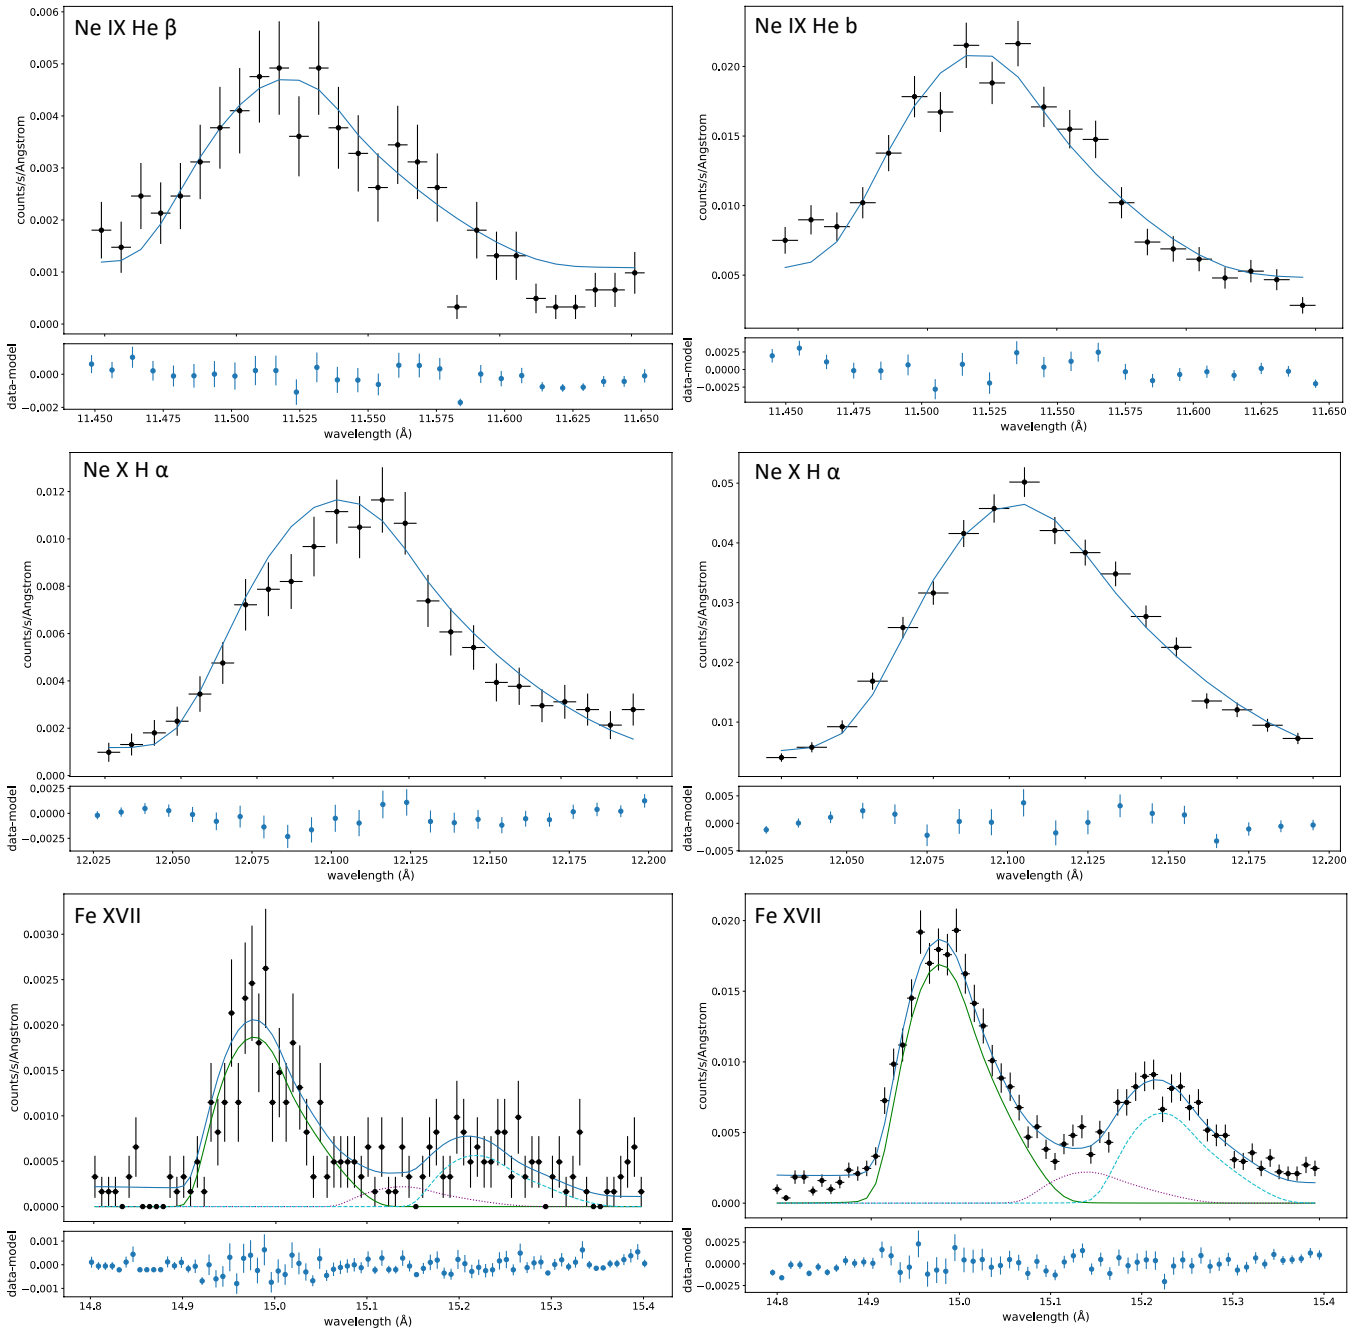 Ne IX He β
counts/s/Angstrom
0.006
0.005
0.004
0.003
0.002
0.001
0.000
data-model
0.000
−0.002
11.450 11.475 11.500 11.525 11.550 11.575 11.600 11.625 11.650
wavelength (Å)
Ne IX He b
counts/s/Angstrom
0.020
0.015
0.010
0.005
data-model
0.0025
0.0000
−0.0025
11.450 11.475 11.500 11.525 11.550 11.575 11.600 11.625 11.650
wavelength (Å)
Ne X H α
counts/s/Angstrom
0.012
0.010
0.008
0.006
0.004
0.002
0.000
data-model
0.0025
0.0000
−0.0025
12.025 12.050 12.075 12.100 12.125 12.150 12.175 12.200
wavelength (Å)
Ne X H α
counts/s/Angstrom
0.05
0.04
0.03
0.02
0.01
data-model
0.005
0.000
−0.005
12.025 12.050 12.075 12.100 12.125 12.150 12.175 12.200
wavelength (Å)
Fe XVII
counts/s/Angstrom
0.0030
0.0025
0.0020
0.0015
0.0010
0.0005
0.0000
data-model
0.001
0.000
−0.001
14.8 14.9 15.0 15.1 15.2 15.3 15.4
wavelength (Å)
Fe XVII
counts/s/Angstrom
0.020
0.015
0.010
0.005
0.000
data-model
0.0025
0.0000
−0.0025
14.8 14.9 15.0 15.1 15.2 15.3 15.4
wavelength (Å)